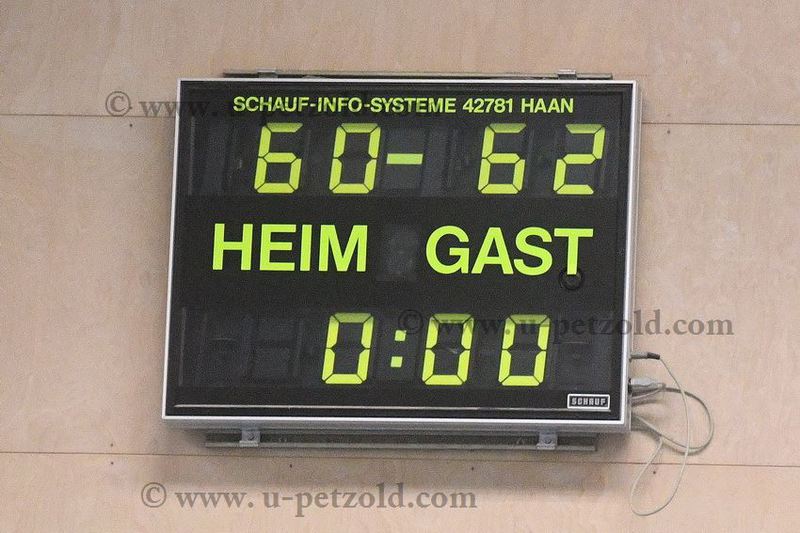 © www. u-petzold.com
SCHAUF-INFO-SYSTEME 42781 HAAN
60-62
HEIM GAST
© www. u-petzold.com
0:00
SCHAUF
© www. u-petzold.com